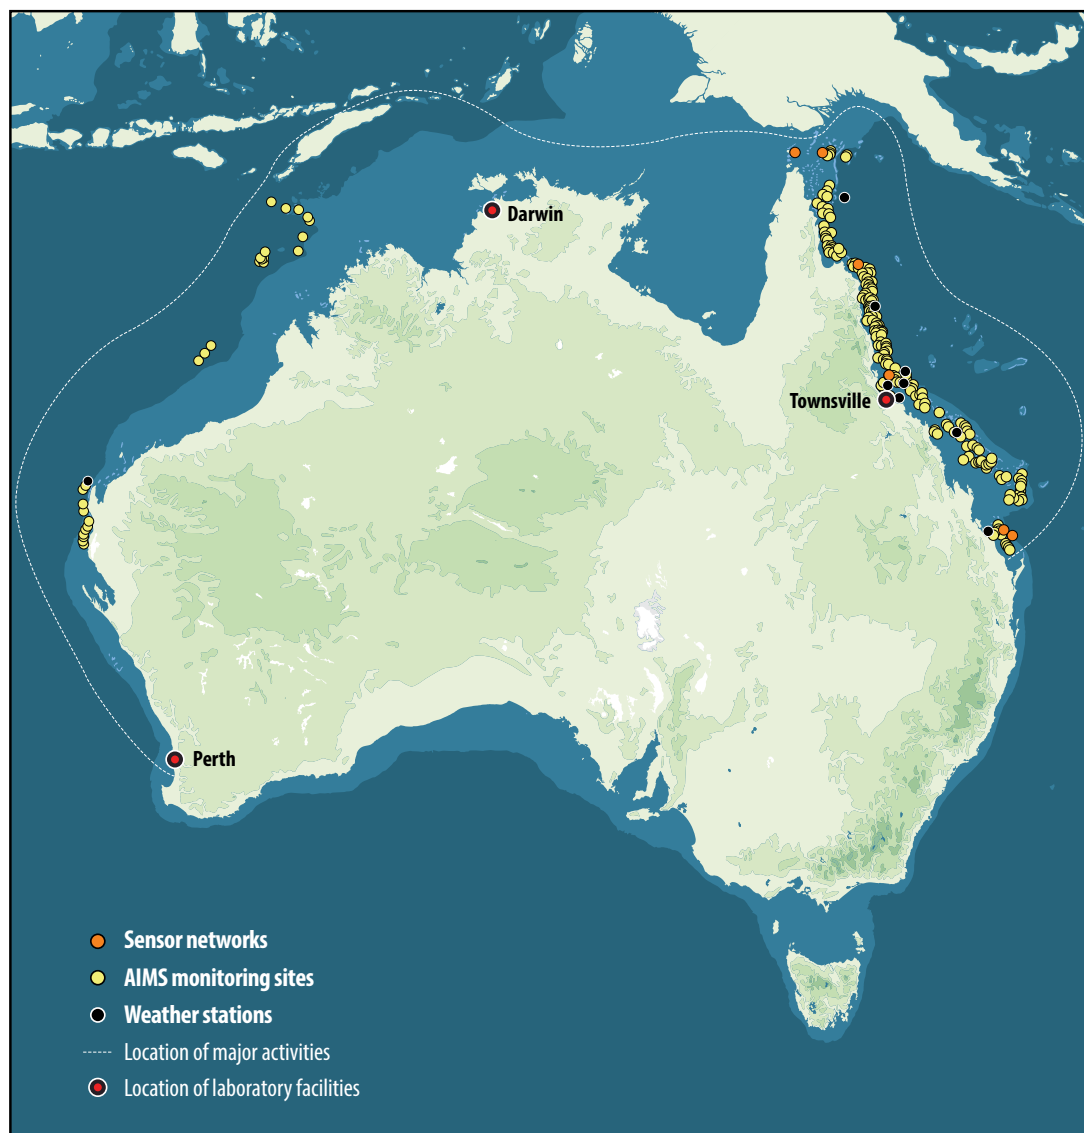 Darwin
Townsville
Perth
Sensor networks
AIMS monitoring sites
Weather stations
Location of major activities
Location of laboratory facilities